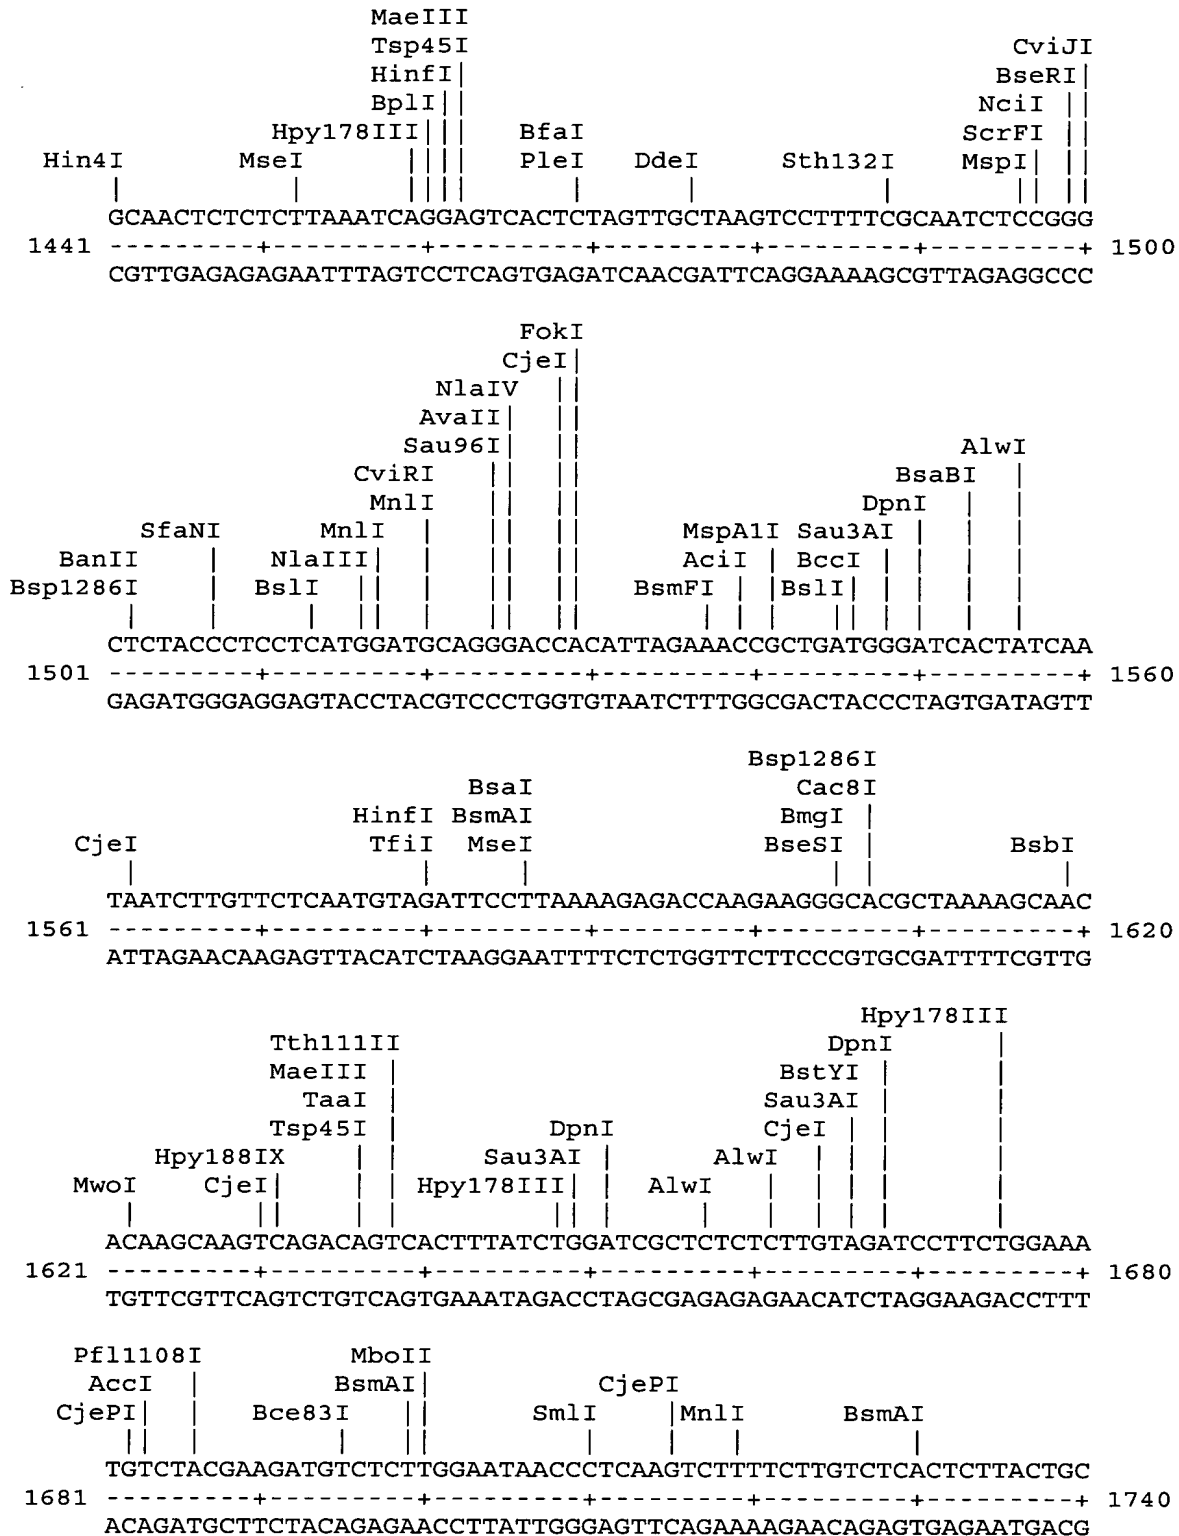 MaeIII
Tsp45I CviJI
HinfI| BseRI|
BplI|| NciI ||
Hpy178III||| BfaI ScrFI ||
Hin4I MseI |||| PleI DdeI Sth132I MspI| ||
GCAACTCTCTCTTAAATCAGGAGTCACTCTAGTTGCTAAGTCCTTTTCGCAATCTCCGGG
1441 ---------+---------+---------+---------+---------+---------+ 1500
CGTTGAGAGAGAATTTAGTCCTCAGTGAGATCAACGATTCAGGAAAAGCGTTAGAGGCCC
FokI
CjeI|
NlaIV ||
AvaII| ||
Sau96I| || AlwI
CviRI || || BsaBI |
MnlI || || DpnI | |
SfaNI MnlI | || || MspA1I Sau3AI | | |
BanII | NlaIII| | || || AciI | BccI | | | |
Bsp1286I | BslI || | || || BsmFI | | BslI| | | | |
CTCTACCCTCCTCATGGATGCAGGGACCACATTAGAAACCGCTGATGGGATCACTATCAA
1501 ---------+---------+---------+---------+---------+---------+ 1560
GAGATGGGAGGAGTACCTACGTCCCTGGTGTAATCTTTGGCGACTACCCTAGTGATAGTT
Bsp1286I
BsaI Cac8I
HinfI BsmAI BmgI |
CjeI TfiI MseI BseSI | BsbI
TAATCTTGTTCTCAATGTAGATTCCTTAAAAGAGACCAAGAAGGGCACGCTAAAAGCAAC
1561 ---------+---------+---------+---------+---------+---------+ 1620
ATTAGAACAAGAGTTACATCTAAGGAATTTTCTCTGGTTCTTCCCGTGCGATTTTCGTTG
Hpy178III
Tth111II DpnI |
MaeIII | BstYI | |
TaaI | Sau3AI | |
Tsp45I | DpnI CjeI | | |
Hpy188IX | | Sau3AI | AlwI | | | |
MwoI CjeI| | | Hpy178III| | AlwI | | | | |
ACAAGCAAGTCAGACAGTCACTTTATCTGGATCGCTCTCTCTTGTAGATCCTTCTGGAAA
1621 ---------+---------+---------+---------+---------+---------+ 1680
TGTTCGTTCAGTCTGTCAGTGAAATAGACCTAGCGAGAGAGAACATCTAGGAAGACCTTT
Pfl1108I MboII
AccI | BsmAI| CjePI
CjePI| | Bce83I || SmlI |MnlI BsmAI
TGTCTACGAAGATGTCTCTTGGAATAACCCTCAAGTCTTTTCTTGTCTCACTCTTACTGC
1681 ---------+---------+---------+---------+---------+---------+ 1740
ACAGATGCTTCTACAGAGAACCTTATTGGGAGTTCAGAAAAGAACAGAGTGAGAATGACG